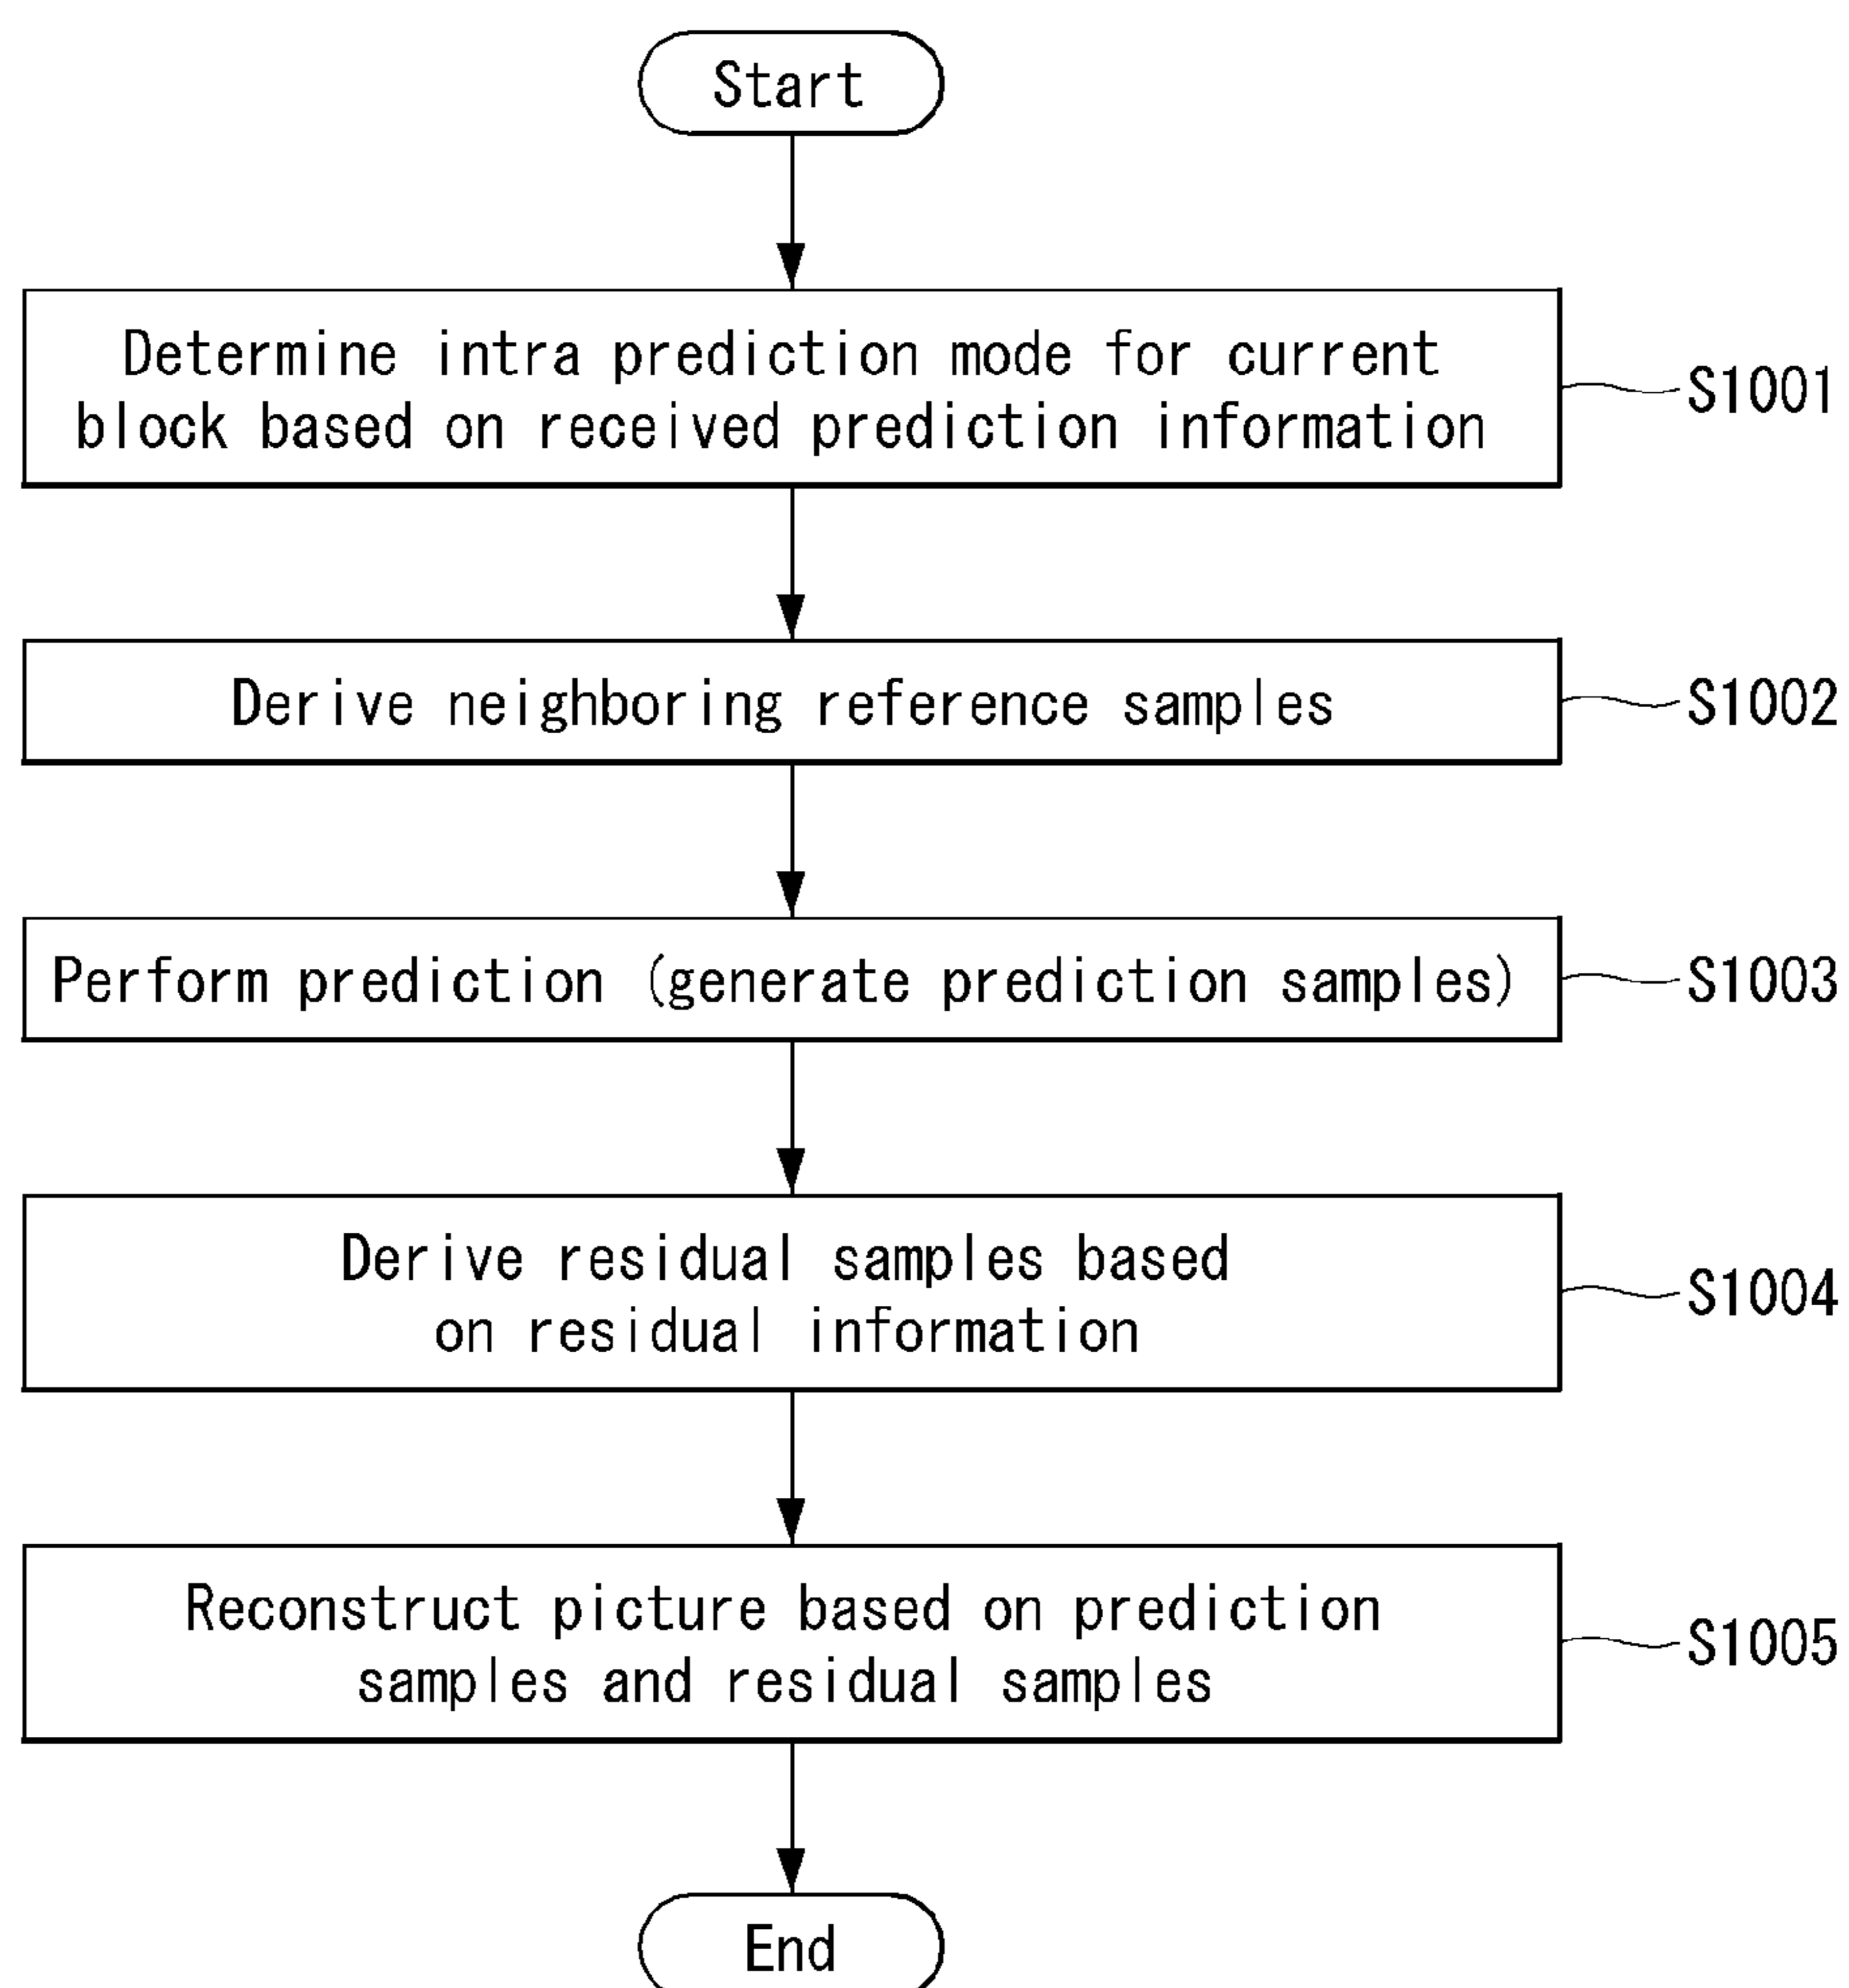 Start
Determine intra prediction mode for current
block based on received prediction information
S1001
Derive neighboring reference samples
S1002
Perform prediction (generate prediction samples)
S1003
Derive residual samples based
on residual information
S1004
Reconstruct picture based on prediction
samples and residual samples
S1005
End